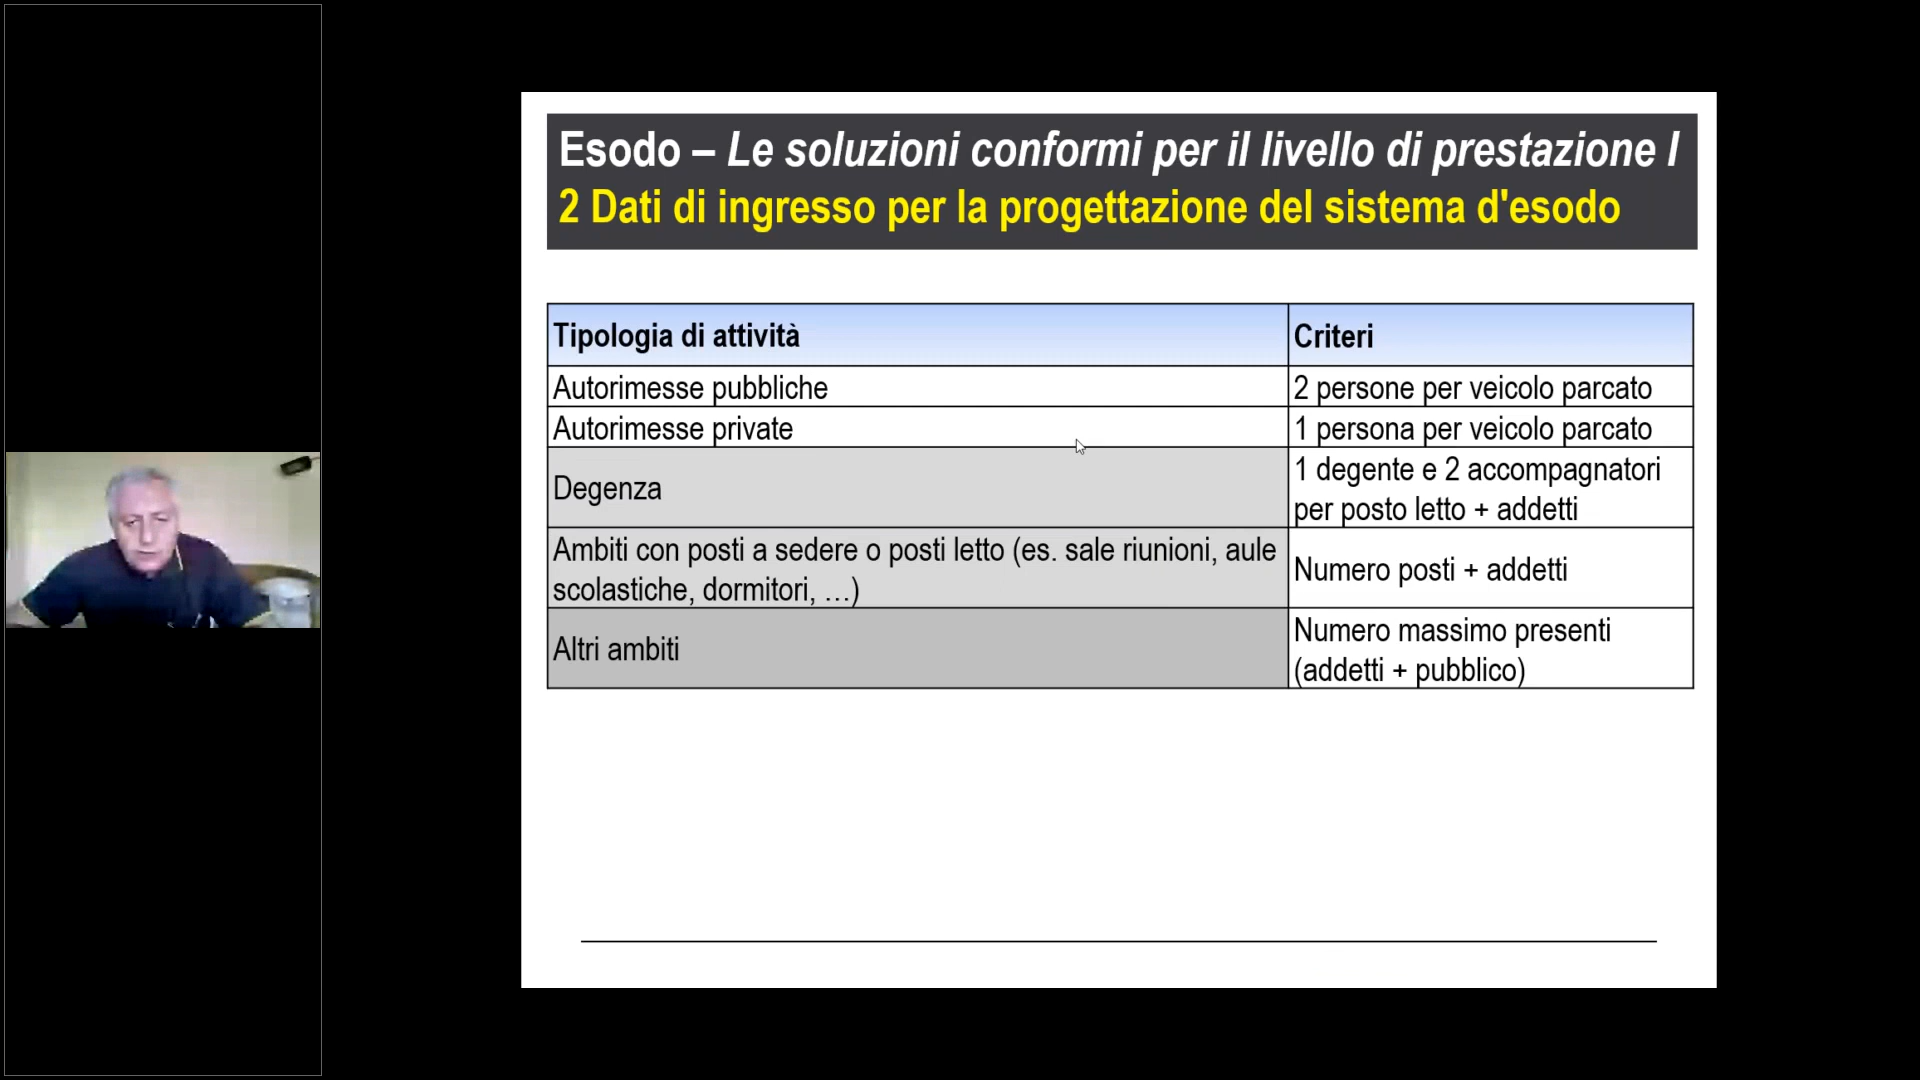 Esodo – Le soluzioni conformi per il livello di prestazione I
2 Dati di ingresso per la progettazione del sistema d'esodo
Tipologia di attività
Criteri
Autorimesse pubbliche
2 persone per veicolo parcato
Autorimesse private
1 persona per veicolo parcato
Degenza
1 degente e 2 accompagnatori
per posto letto + addetti
Ambiti con posti a sedere o posti letto (es. sale riunioni, aule
scolastiche, dormitori, …)
Numero posti + addetti
Altri ambiti
Numero massimo presenti
(addetti + pubblico)